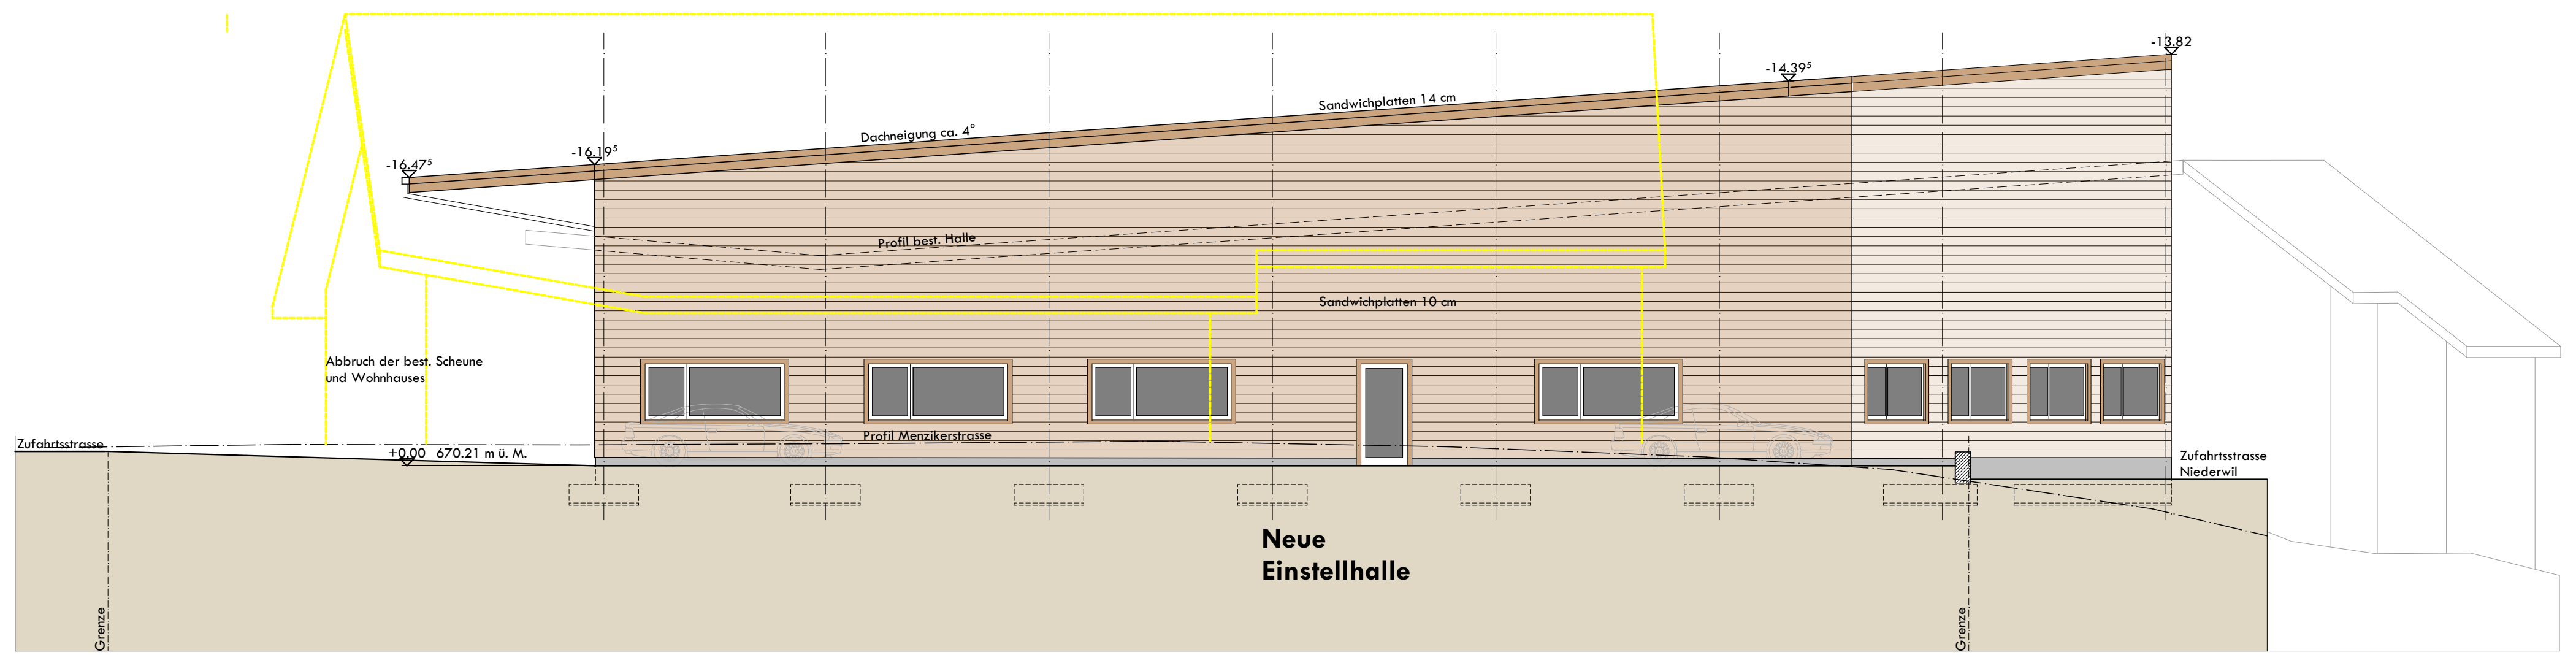 -13.82
-14.39⁵
Sandwichplatten 14 cm
Dachneigung ca. 4°
-16.19⁵
-16.47⁵
Profil best. Halle
Sandwichplatten 10 cm
Abbruch der best. Scheune
und Wohnhauses
Profil Menzikerstrasse
Zufahrtsstrasse
+0.00 670.21 m ü. M.
Zufahrtsstrasse
Niederwil
Neue
Einstellhalle
Grenze
Grenze